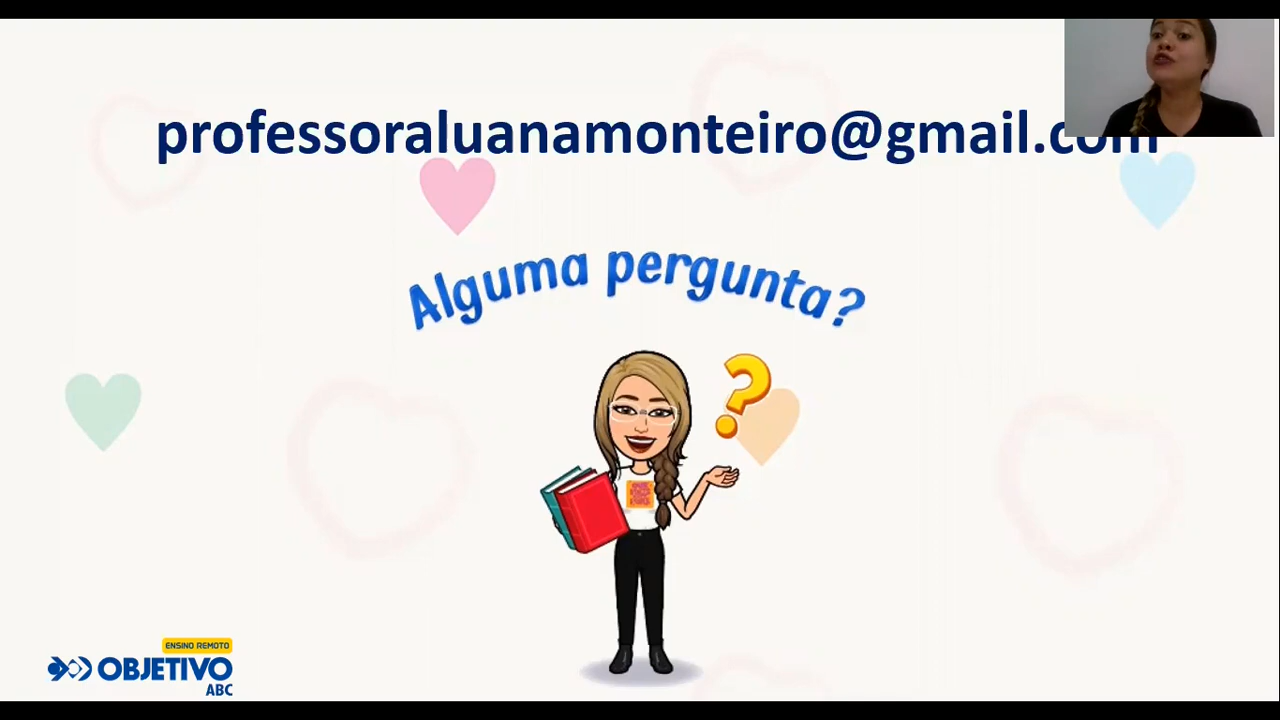 professoraluanamonteiro@gmail.com
Alguma pergunta?
ENSINO REMOTO
OBJETIVO
ABC